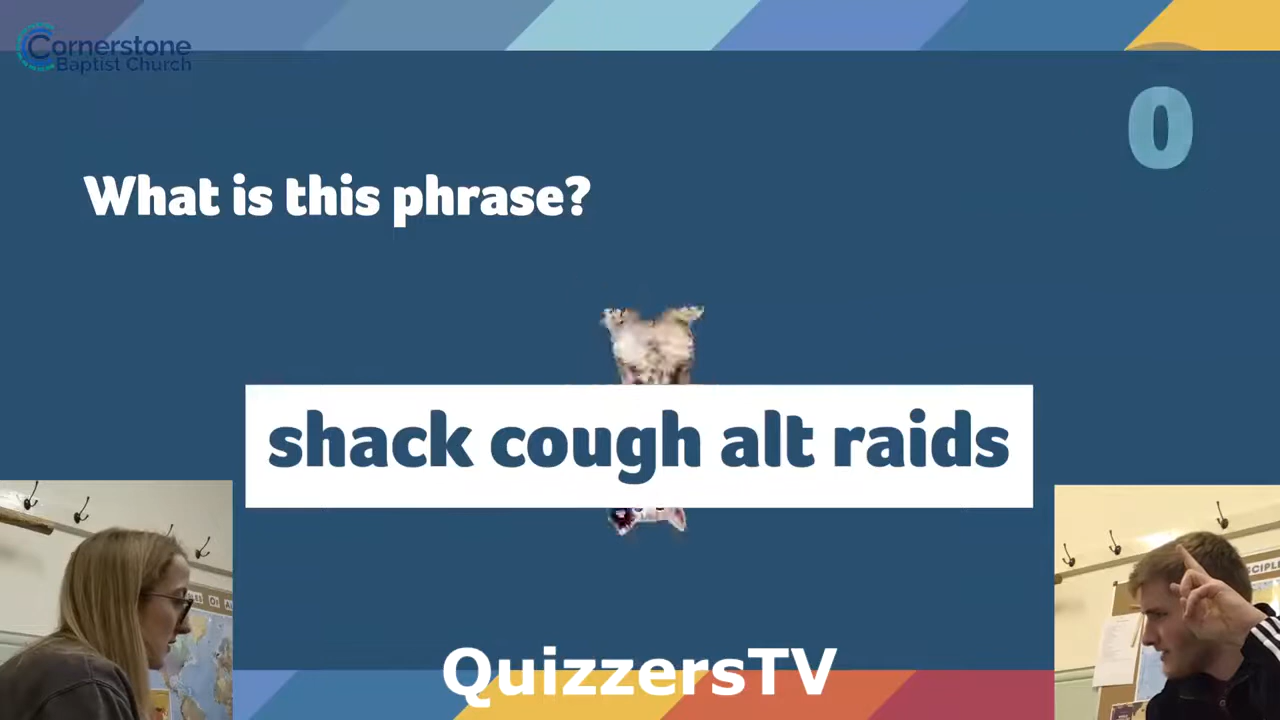 Cornerstone
Baptist Church
0
What is this phrase?
shack cough alt raids
QuizzersTV